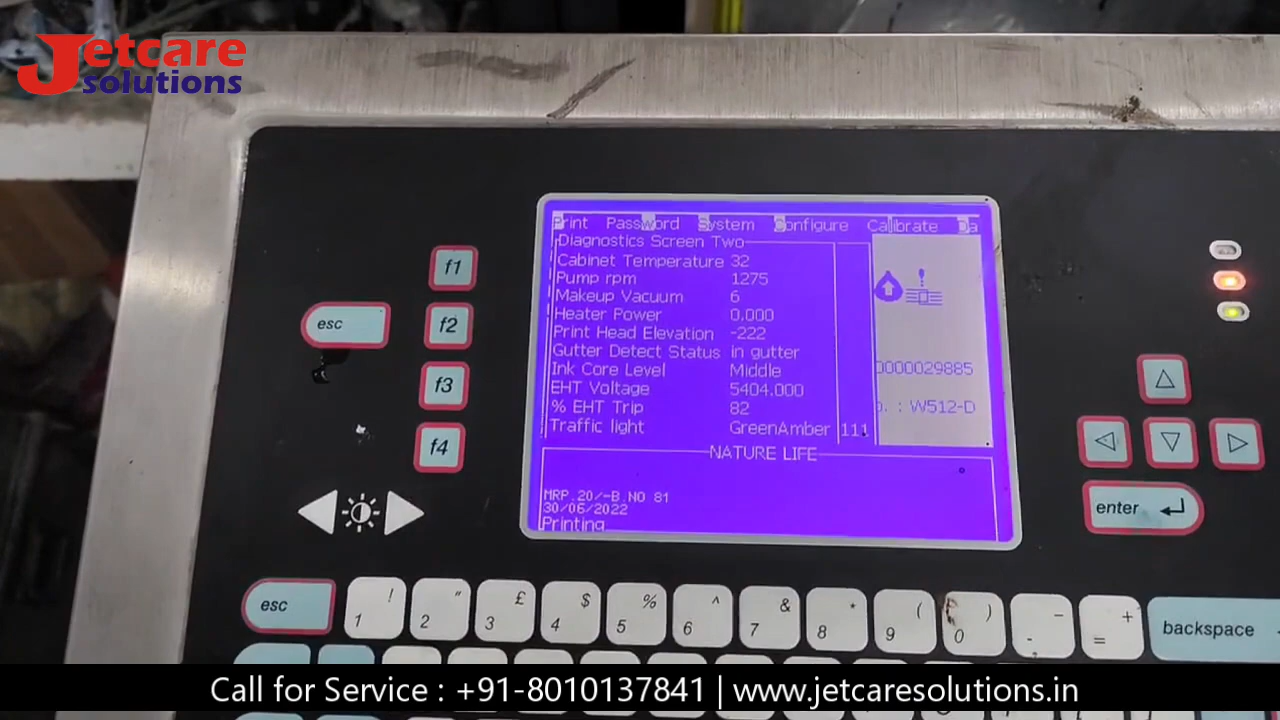 Jetcare
solutions
Print Password System Configure Calibrate Da
Diagnostics Screen Two
Cabinet Temperature 32
Pump rpm 1275
Makeup Vacuum 6
Heater Power 0.000
Print Head Elevation -222
Gutter Detect Status in gutter
Ink Core Level Middle
EHT Voltage 5404.000
% EHT Trip 82
Traffic light GreenAmber 111
0000029885
. : W512-D
NATURE LIFE
MRP.20/-B.NO 81
30/06/2022
Printing
f1
f2
f3
f4
esc
enter
esc
! 1
" 2
£ 3
$ 4
% 5
^ 6
& 7
* 8
( 9
) 0
_ -
+ =
backspace
Call for Service : +91-8010137841 | www.jetcaresolutions.in